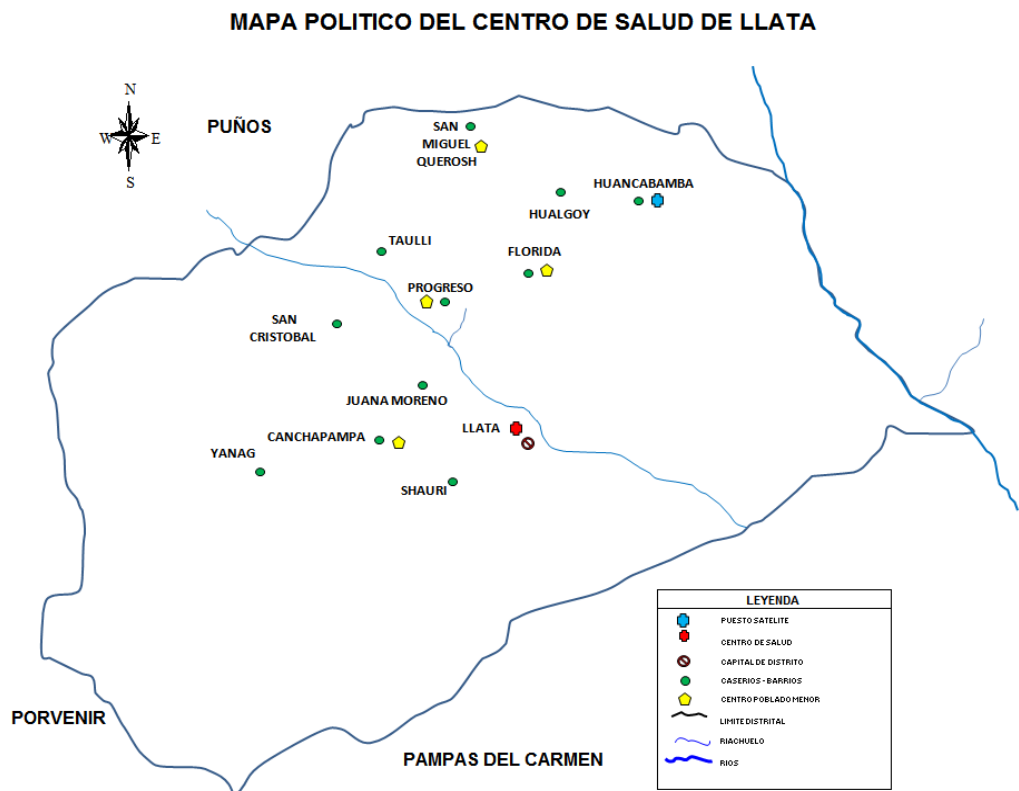 MAPA POLITICO DEL CENTRO DE SALUD DE LLATA
N
W
E
S
PUÑOS
SAN
MIGUEL
QUEROSH
HUANCABAMBA
HUALGOY
TAULLI
FLORIDA
PROGRESO
SAN
CRISTOBAL
JUANA MORENO
LLATA
CANCHAPAMPA
YANAG
SHAURI
PORVENIR
PAMPAS DEL CARMEN
LEYENDA
PUESTO SATELITE
CENTRO DE SALUD
CAPITAL DE DISTRITO
CASERIOS - BARRIOS
CENTRO POBLADO MENOR
LIMITE DISTRITAL
RIACHUELO
RIOS